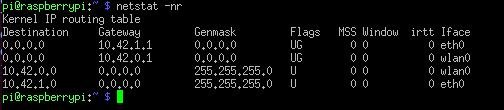 pi@raspberrypi:~ $ netstat -nr
Kernel IP routing table
Destination     Gateway         Genmask         Flags   MSS Window  irtt Iface
0.0.0.0         10.42.1.1       0.0.0.0         UG        0 0          0 eth0
0.0.0.0         10.42.0.1       0.0.0.0         UG        0 0          0 wlan0
10.42.0.0       0.0.0.0         255.255.255.0   U         0 0          0 wlan0
10.42.1.0       0.0.0.0         255.255.255.0   U         0 0          0 eth0
pi@raspberrypi:~ $